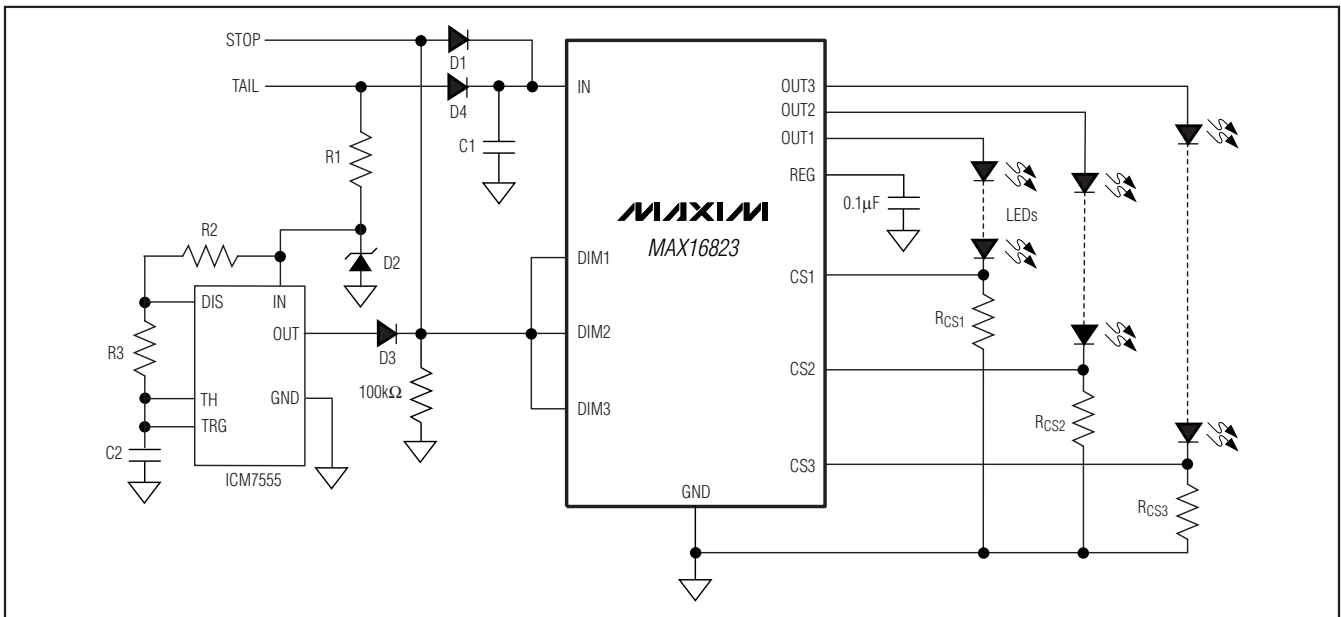 STOP
D1
TAIL
D4
C1
R1
R2
D2
DIS
IN
OUT
R3
TH
GND
TRG
C2
ICM7555
D3
100kΩ
IN
MAXIM
MAX16823
DIM1
DIM2
DIM3
GND
OUT3
OUT2
OUT1
REG
CS1
CS2
CS3
0.1µF
LEDs
RCS1
RCS2
RCS3